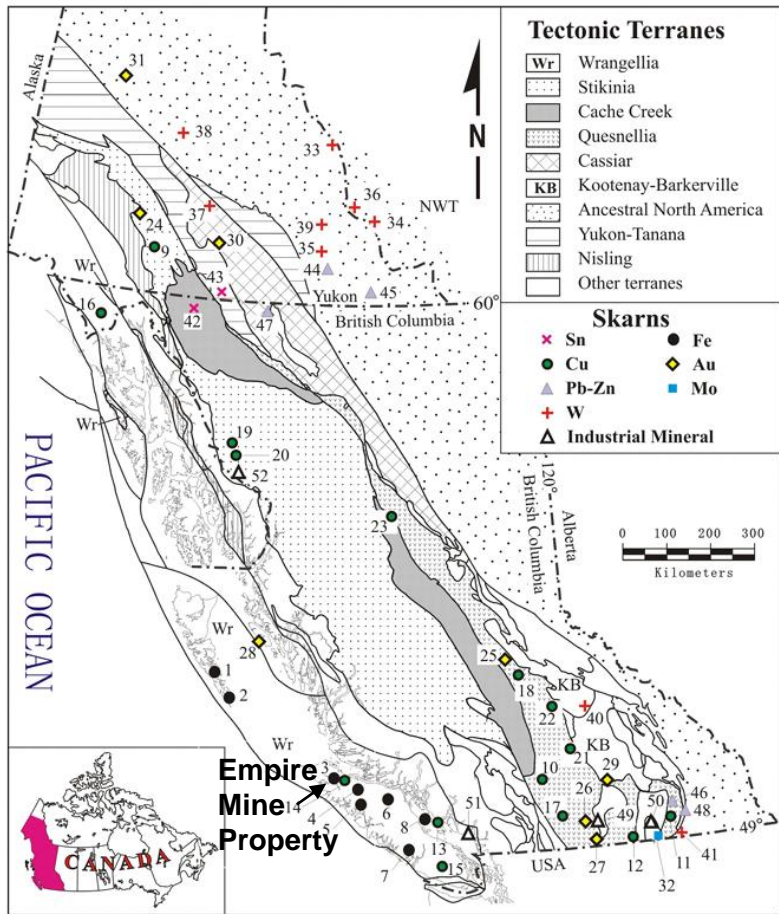 Alaska
31
38
33
N
36
NWT
37
34
24
39
30
9
35
44
Wr
43
45
16
Yukon
60°
42
47
British Columbia
Wr
19
20
52
PACIFIC OCEAN
23
120°
British Columbia
Alberta
0 100 200 300
Kilometers
Wr
28
1
2
25
18
KB
22
40
Wr
21
KB
29
Empire
Mine
Property
3
14
4
5
6
8
51
10
26
17
49
50
46
48
49°
13
15
7
USA
27
12
32
11
41
CANADA
Tectonic Terranes
Wr Wrangellia
Stikinia
Cache Creek
Quesnellia
Cassiar
KB Kootenay-Barkerville
Ancestral North America
Yukon-Tanana
Nisling
Other terranes
Skarns
Sn Fe
Cu Au
Pb-Zn Mo
W
Industrial Mineral